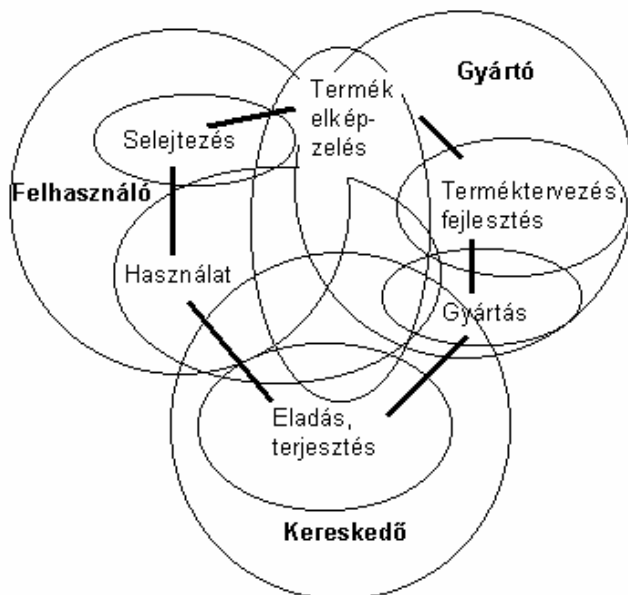 Gyártó
Termék
elkép-
zelés
Selejtezés
Felhasználó
Terméktervezés,
fejlesztés
Használat
Gyártás
Eladás,
terjesztés
Kereskedő